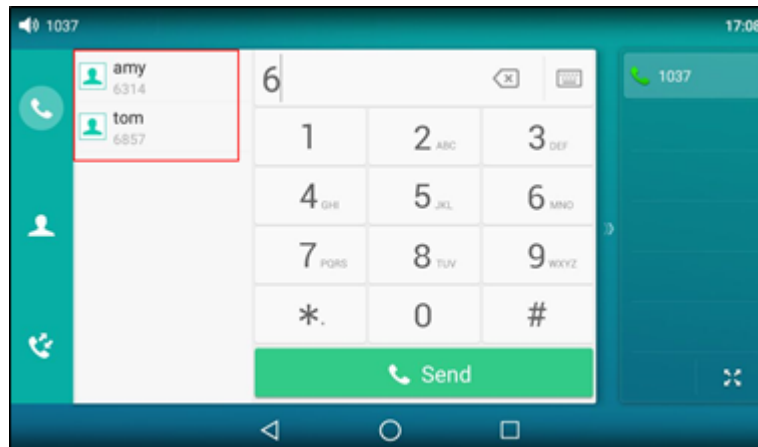 1037
17:08
amy
6314
tom
6857
6
1037
1
2 ABC
3 DEF
4 GHI
5 JKL
6 MNO
7 PQRS
8 TUV
9 WXYZ
*.
0
#
Send